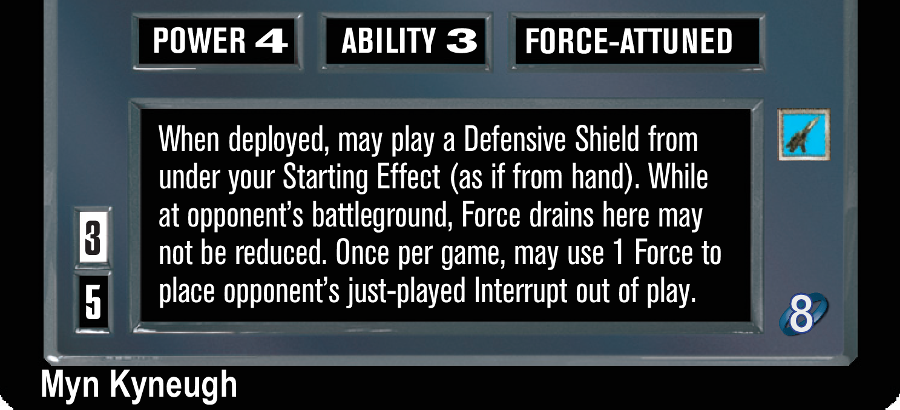 POWER 4 ABILITY 3 FORCE-ATTUNED
When deployed, may play a Defensive Shield from
under your Starting Effect (as if from hand). While
at opponent's battleground, Force drains here may
not be reduced. Once per game, may use 1 Force to
place opponent's just-played Interrupt out of play.
3
5
8
Myn Kyneugh